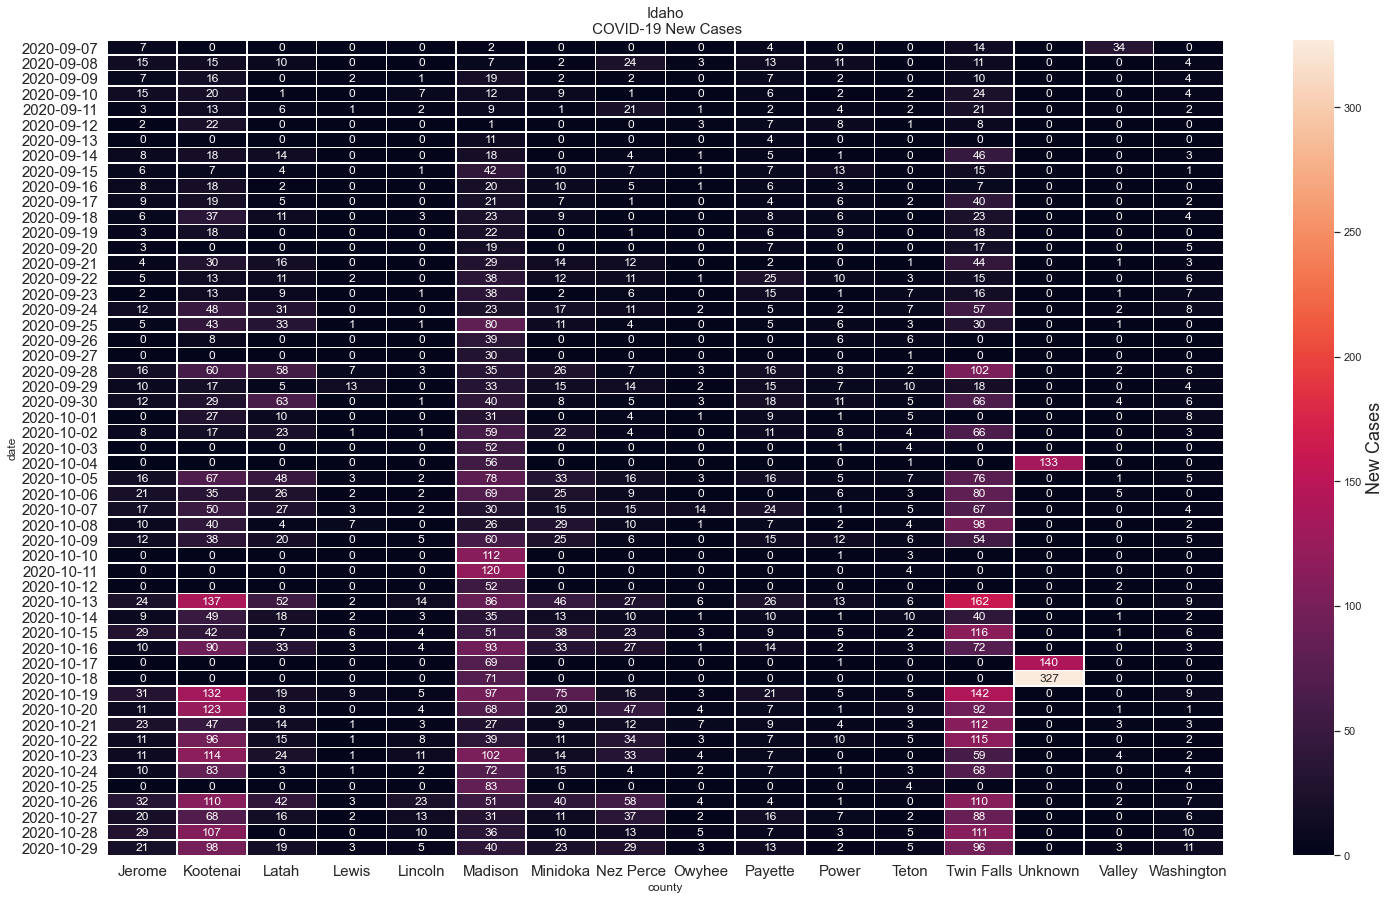 Idaho
COVID-19 New Cases
2020-09-07 7 0 0 0 0 2 0 0 0 4 0 0 14 0 34 0
2020-09-08 15 15 10 0 0 7 2 24 3 13 11 0 11 0 0 4
2020-09-09 7 16 0 2 1 19 2 2 0 7 2 0 10 0 0 4
2020-09-10 15 20 1 0 7 12 9 1 0 6 2 2 24 0 0 4
2020-09-11 3 13 6 1 2 9 1 21 1 2 4 2 21 0 0 2
2020-09-12 2 22 0 0 0 1 0 0 3 7 8 1 8 0 0 0
2020-09-13 0 0 0 0 0 11 0 0 0 4 0 0 0 0 0 0
2020-09-14 8 18 14 0 0 18 0 4 1 5 1 0 46 0 0 3
2020-09-15 6 7 4 0 1 42 10 7 1 7 13 0 15 0 0 1
2020-09-16 8 18 2 0 0 20 10 5 1 6 3 0 7 0 0 0
2020-09-17 9 19 5 0 0 21 7 1 0 4 6 2 40 0 0 2
2020-09-18 6 37 11 0 3 23 9 0 0 8 6 0 23 0 0 4
2020-09-19 3 18 0 0 0 22 0 1 0 6 9 0 18 0 0 0
2020-09-20 3 0 0 0 0 19 0 0 0 7 0 0 17 0 0 5
2020-09-21 4 30 16 0 0 29 14 12 0 2 0 1 44 0 1 3
2020-09-22 5 13 11 2 0 38 12 11 1 25 10 3 15 0 0 6
2020-09-23 2 13 9 0 1 38 2 6 0 15 1 7 16 0 1 7
2020-09-24 12 48 31 0 0 23 17 11 2 5 2 7 57 0 2 8
2020-09-25 5 43 33 1 1 80 11 4 0 5 6 3 30 0 1 0
2020-09-26 0 8 0 0 0 39 0 0 0 0 6 6 0 0 0 0
2020-09-27 0 0 0 0 0 30 0 0 0 0 0 1 0 0 0 0
2020-09-28 16 60 58 7 3 35 26 7 3 16 8 2 102 0 2 6
2020-09-29 10 17 5 13 0 33 15 14 2 15 7 10 18 0 0 4
2020-09-30 12 29 63 0 1 40 8 5 3 18 11 5 66 0 4 6
2020-10-01 0 27 10 0 0 31 0 4 1 9 1 5 0 0 0 8
2020-10-02 8 17 23 1 1 59 22 4 0 11 8 4 66 0 0 3
2020-10-03 0 0 0 0 0 52 0 0 0 0 1 4 0 0 0 0
2020-10-04 0 0 0 0 0 56 0 0 0 0 0 1 0 133 0 0
2020-10-05 16 67 48 3 2 78 33 16 3 16 5 7 76 0 1 5
2020-10-06 21 35 26 2 2 69 25 9 0 0 6 3 80 0 5 0
2020-10-07 17 50 27 3 2 30 15 15 14 24 1 5 67 0 0 4
2020-10-08 10 40 4 7 0 26 29 10 1 7 2 4 98 0 0 2
2020-10-09 12 38 20 0 5 60 25 6 0 15 12 6 54 0 0 5
2020-10-10 0 0 0 0 0 112 0 0 0 0 1 3 0 0 0 0
2020-10-11 0 0 0 0 0 120 0 0 0 0 0 4 0 0 0 0
2020-10-12 0 0 0 0 0 52 0 0 0 0 0 0 0 0 2 0
2020-10-13 24 137 52 2 14 86 46 27 6 26 13 6 162 0 0 9
2020-10-14 9 49 18 2 3 35 13 10 1 10 1 10 40 0 1 2
2020-10-15 29 42 7 6 4 51 38 23 3 9 5 2 116 0 1 6
2020-10-16 10 90 33 3 4 93 33 27 1 14 2 3 72 0 0 3
2020-10-17 0 0 0 0 0 69 0 0 0 0 1 0 0 140 0 0
2020-10-18 0 0 0 0 0 71 0 0 0 0 0 0 0 327 0 0
2020-10-19 31 132 19 9 5 97 75 16 3 21 5 5 142 0 0 9
2020-10-20 11 123 8 0 4 68 20 47 4 7 1 9 92 0 1 1
2020-10-21 23 47 14 1 3 27 9 12 7 9 4 3 112 0 3 3
2020-10-22 11 96 15 1 8 39 11 34 3 7 10 5 115 0 0 2
2020-10-23 11 114 24 1 11 102 14 33 4 7 0 0 59 0 4 2
2020-10-24 10 83 3 1 2 72 15 4 2 7 1 3 68 0 0 4
2020-10-25 0 0 0 0 0 83 0 0 0 0 0 4 0 0 0 0
2020-10-26 32 110 42 3 23 51 40 58 4 4 1 0 110 0 2 7
2020-10-27 20 68 16 2 13 31 11 37 2 16 7 2 88 0 0 6
2020-10-28 29 107 0 0 10 36 10 13 5 7 3 5 111 0 0 10
2020-10-29 21 98 19 3 5 40 23 29 3 13 2 5 96 0 3 11
Jerome Kootenai Latah Lewis Lincoln Madison Minidoka Nez Perce Owyhee Payette Power Teton Twin Falls Unknown Valley Washington
county
date
300
250
200
150
100
50
0
New Cases